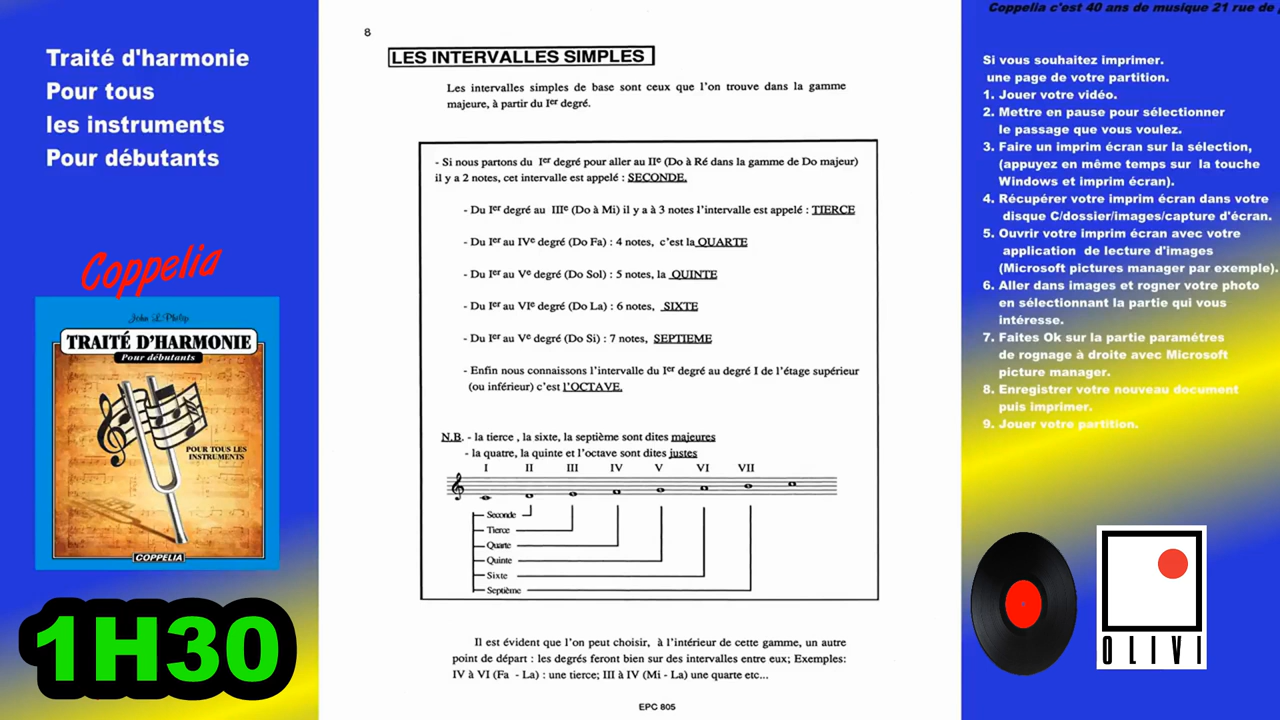 Traité d'harmonie
Pour tous
les instruments
Pour débutants
Coppelia
John L. Philip
TRAITÉ D'HARMONIE
Pour débutants
POUR TOUS LES
INSTRUMENTS
COPPELIA
1H30
8
LES INTERVALLES SIMPLES
Les intervalles simples de base sont ceux que l'on trouve dans la gamme
majeure, à partir du Ier degré.
- Si nous partons du Ier degré pour aller au IIe (Do à Ré dans la gamme de Do majeur)
il y a 2 notes, cet intervalle est appelé : SECONDE.
- Du Ier degré au IIIe (Do à Mi) il y a à 3 notes l'intervalle est appelé : TIERCE
- Du Ier au IVe degré (Do Fa) : 4 notes, c'est la QUARTE
- Du Ier au Ve degré (Do Sol) : 5 notes, la QUINTE
- Du Ier au VIe degré (Do La) : 6 notes, SIXTE
- Du Ier au Ve degré (Do Si) : 7 notes, SEPTIEME
- Enfin nous connaissons l'intervalle du Ier degré au degré I de l'étage supérieur
(ou inférieur) c'est l'OCTAVE.
N.B. - la tierce , la sixte, la septième sont dites majeures
- la quatre, la quinte et l'octave sont dites justes
I II III IV V VI VII
Seconde
Tierce
Quarte
Quinte
Sixte
Septième
Il est évident que l'on peut choisir, à l'intérieur de cette gamme, un autre
point de départ : les degrés feront bien sur des intervalles entre eux; Exemples:
IV à VI (Fa - La) : une tierce; III à IV (Mi - La) une quarte etc...
EPC 805
Coppelia c'est 40 ans de musique 21 rue de
Si vous souhaitez imprimer.
une page de votre partition.
1. Jouer votre vidéo.
2. Mettre en pause pour sélectionner
le passage que vous voulez.
3. Faire un imprim écran sur la sélection,
(appuyez en même temps sur la touche
Windows et imprim écran).
4. Récupérer votre imprim écran dans votre
disque C/dossier/images/capture d'écran.
5. Ouvrir votre imprim écran avec votre
application de lecture d'images
(Microsoft pictures manager par exemple).
6. Aller dans images et rogner votre photo
en sélectionnant la partie qui vous
intéresse.
7. Faites Ok sur la partie paramétres
de rognage à droite avec Microsoft
picture manager.
8. Enregistrer votre nouveau document
puis imprimer.
9. Jouer votre partition.
OLIVI